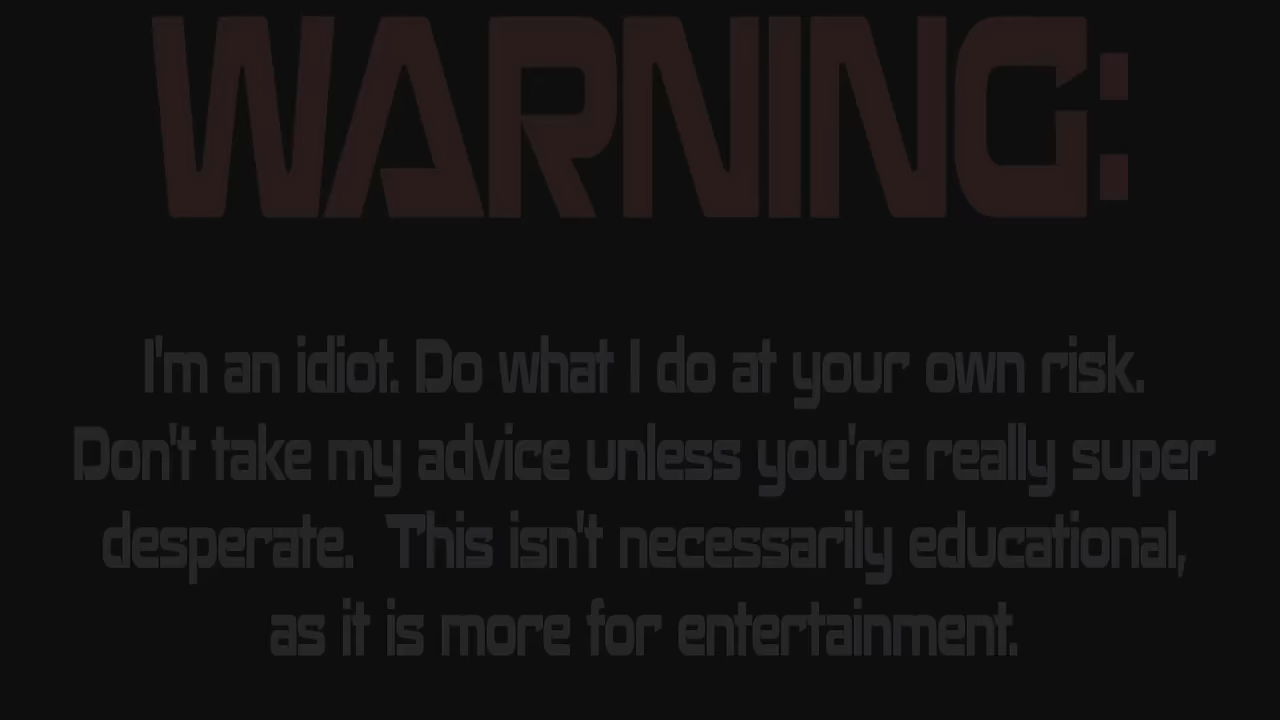 WARNING:
I'm an idiot. Do what I do at your own risk.
Don't take my advice unless you're really super
desperate.  This isn't necessarily educational,
as it is more for entertainment.